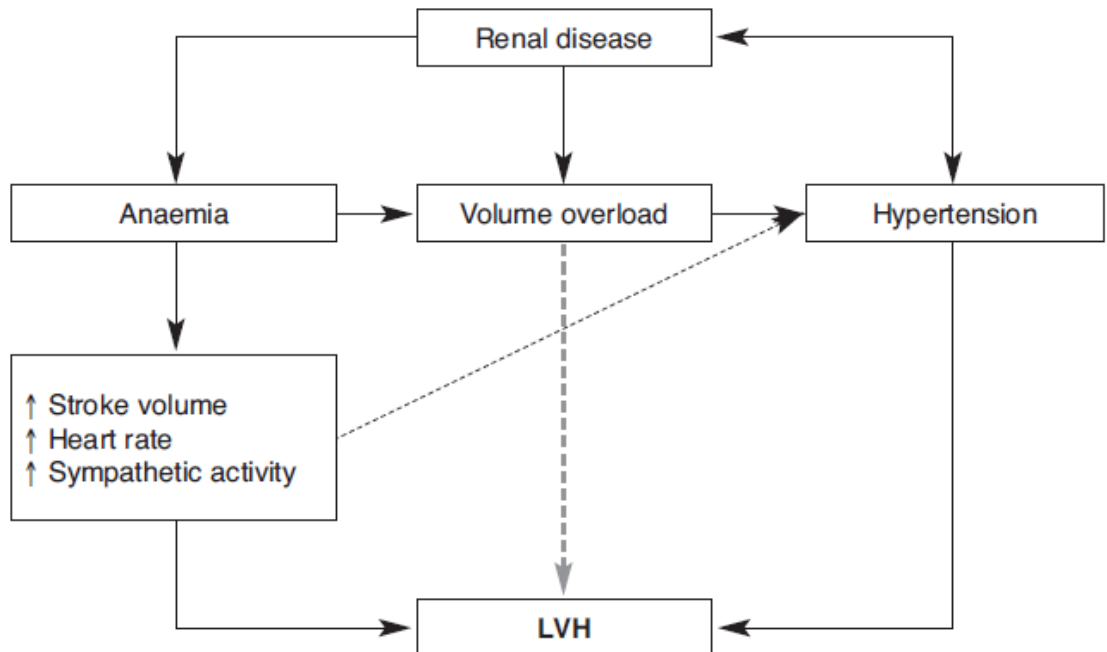 Renal disease
Anaemia
Volume overload
Hypertension
↑ Stroke volume
↑ Heart rate
↑ Sympathetic activity
LVH